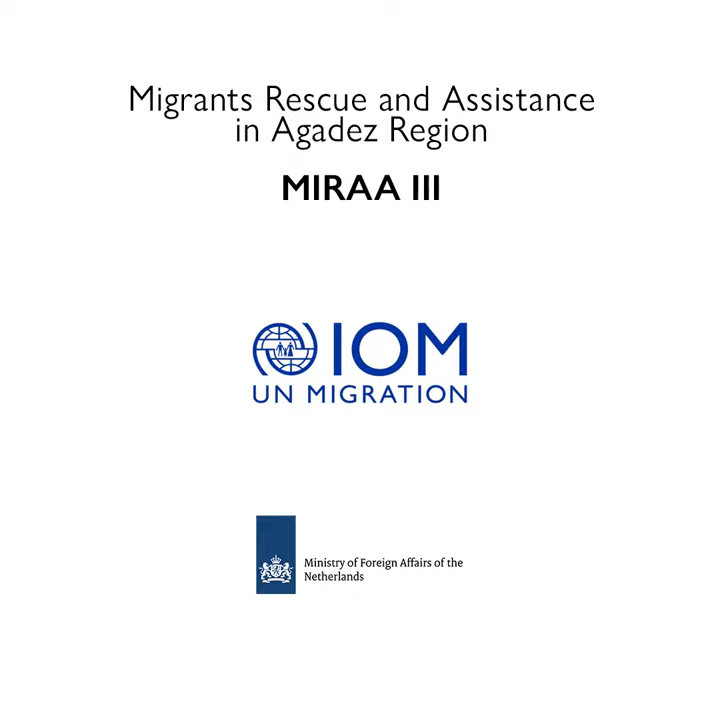 Migrants Rescue and Assistance
in Agadez Region
MIRAA III
IOM
UN MIGRATION
Ministry of Foreign Affairs of the
Netherlands